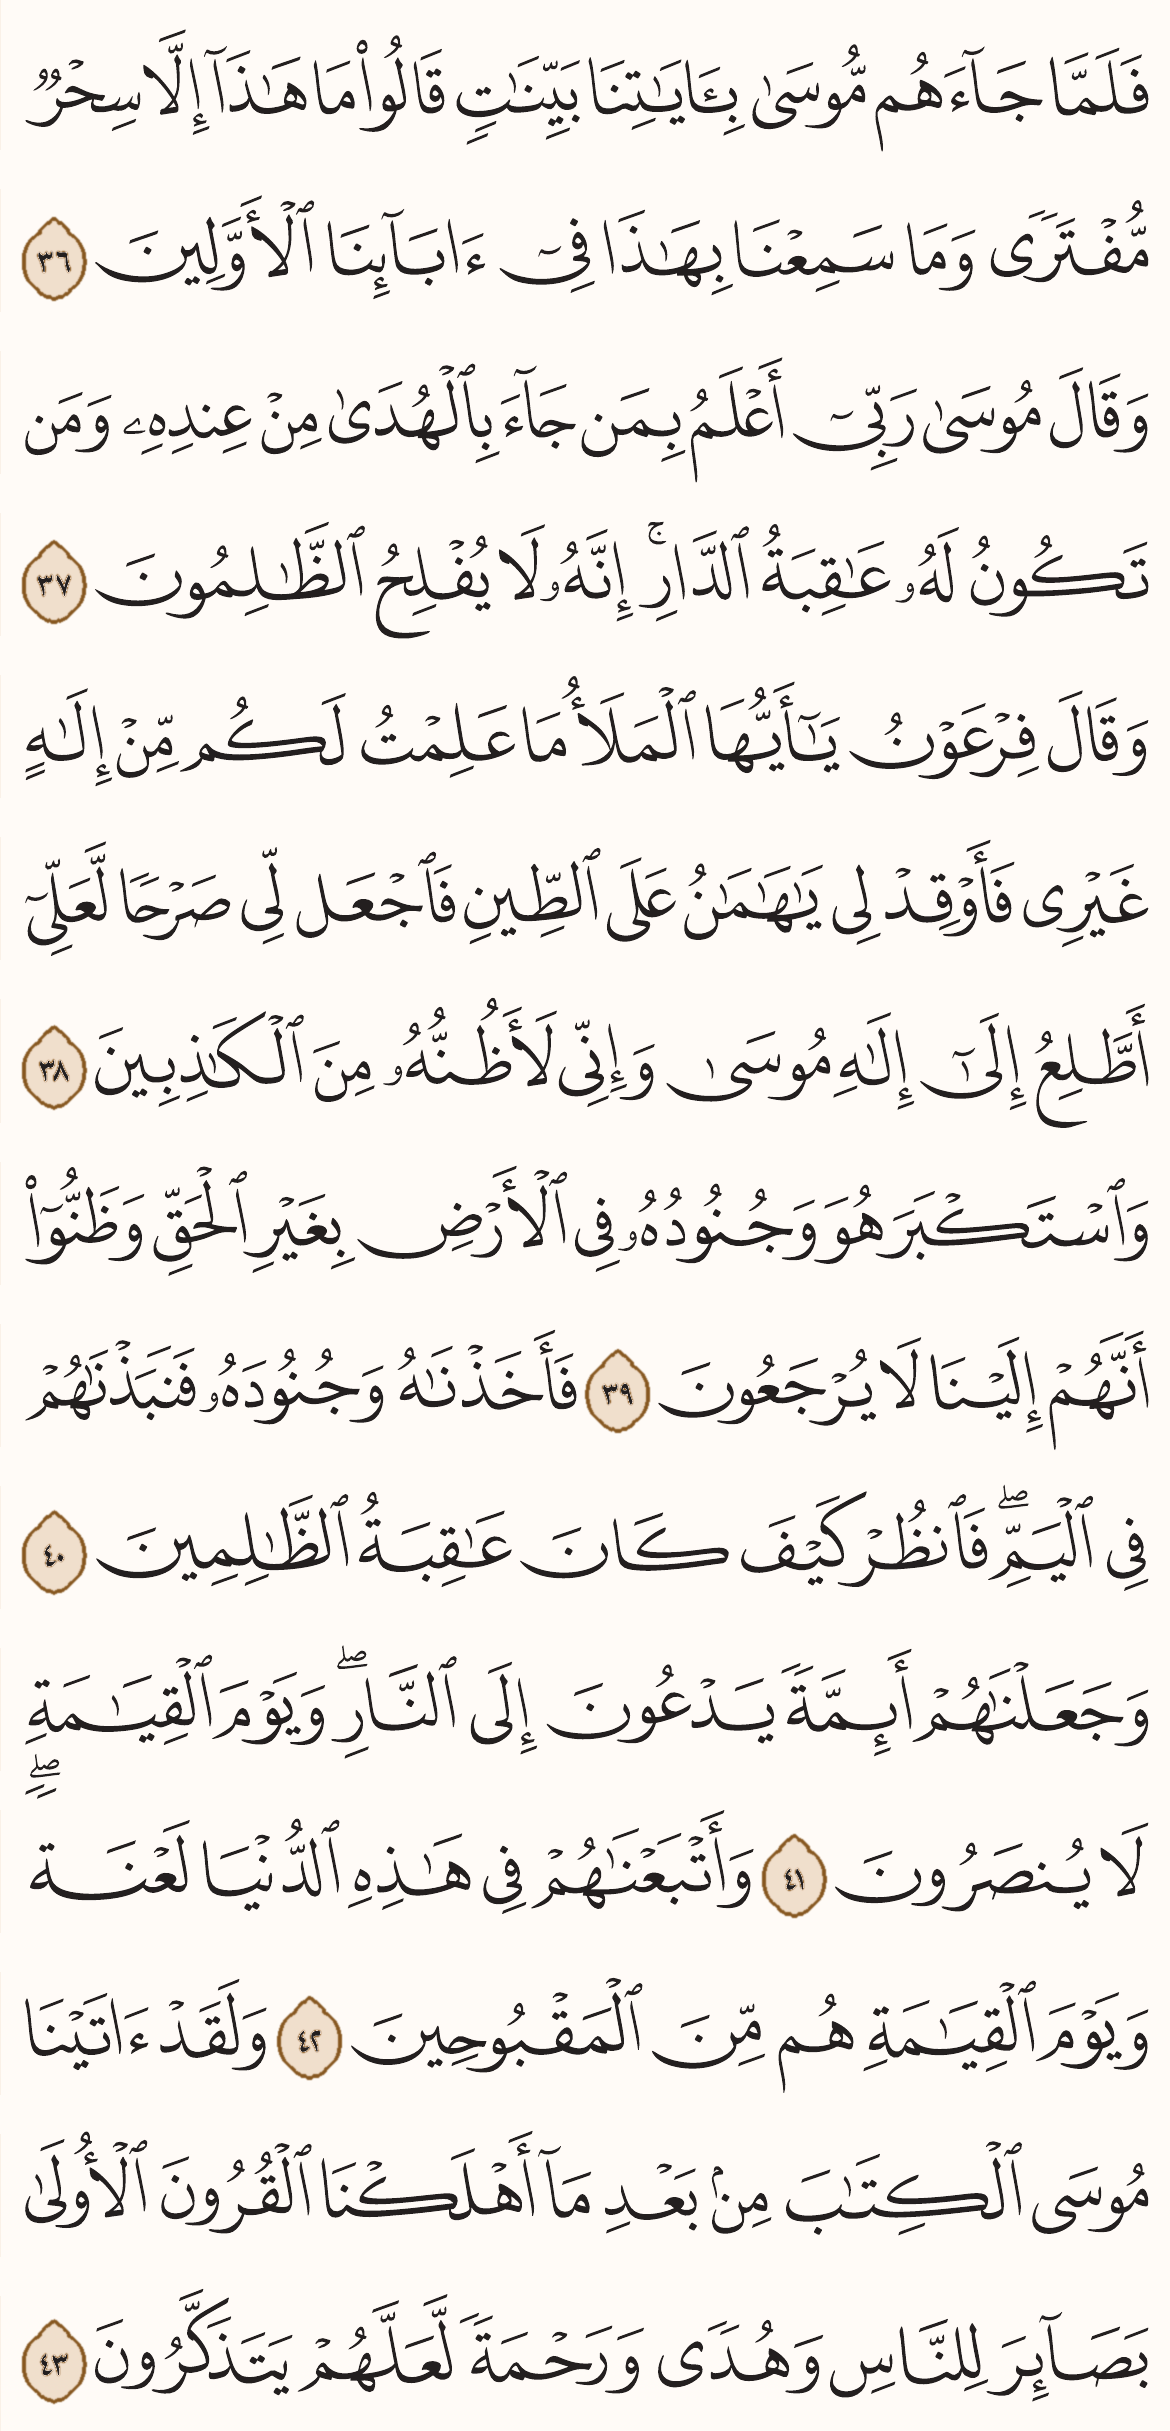 فَلَمَّا جَآءَهُم مُّوسَىٰ بِـَٔايَـٰتِنَا بَيِّنَـٰتٍ قَالُوا۟ مَا هَـٰذَآ إِلَّا سِحْرٌ
مُّفْتَرًى وَمَا سَمِعْنَا بِهَـٰذَا فِىٓ ءَابَآئِنَا ٱلْأَوَّلِينَ ٣٦
وَقَالَ مُوسَىٰ رَبِّىٓ أَعْلَمُ بِمَن جَآءَ بِٱلْهُدَىٰ مِنْ عِندِهِۦ وَمَن
تَكُونُ لَهُۥ عَـٰقِبَةُ ٱلدَّارِ ۚ إِنَّهُۥ لَا يُفْلِحُ ٱلظَّـٰلِمُونَ ٣٧
وَقَالَ فِرْعَوْنُ يَـٰٓأَيُّهَا ٱلْمَلَأُ مَا عَلِمْتُ لَكُم مِّنْ إِلَـٰهٍ
غَيْرِى فَأَوْقِدْ لِى يَـٰهَـٰمَـٰنُ عَلَى ٱلطِّينِ فَٱجْعَل لِّى صَرْحًا لَّعَلِّىٓ
أَطَّلِعُ إِلَىٰٓ إِلَـٰهِ مُوسَىٰ وَإِنِّى لَأَظُنُّهُۥ مِنَ ٱلْكَـٰذِبِينَ ٣٨
وَٱسْتَكْبَرَ هُوَ وَجُنُودُهُۥ فِى ٱلْأَرْضِ بِغَيْرِ ٱلْحَقِّ وَظَنُّوٓا۟
أَنَّهُمْ إِلَيْنَا لَا يُرْجَعُونَ ٣٩ فَأَخَذْنَـٰهُ وَجُنُودَهُۥ فَنَبَذْنَـٰهُمْ
فِى ٱلْيَمِّ ۖ فَٱنظُرْ كَيْفَ كَانَ عَـٰقِبَةُ ٱلظَّـٰلِمِينَ ٤٠
وَجَعَلْنَـٰهُمْ أَئِمَّةً يَدْعُونَ إِلَى ٱلنَّارِ ۖ وَيَوْمَ ٱلْقِيَـٰمَةِ
لَا يُنصَرُونَ ٤١ وَأَتْبَعْنَـٰهُمْ فِى هَـٰذِهِ ٱلدُّنْيَا لَعْنَةً ۖ
وَيَوْمَ ٱلْقِيَـٰمَةِ هُم مِّنَ ٱلْمَقْبُوحِينَ ٤٢ وَلَقَدْ ءَاتَيْنَا
مُوسَى ٱلْكِتَـٰبَ مِنۢ بَعْدِ مَآ أَهْلَكْنَا ٱلْقُرُونَ ٱلْأُولَىٰ
بَصَآئِرَ لِلنَّاسِ وَهُدًى وَرَحْمَةً لَّعَلَّهُمْ يَتَذَكَّرُونَ ٤٣